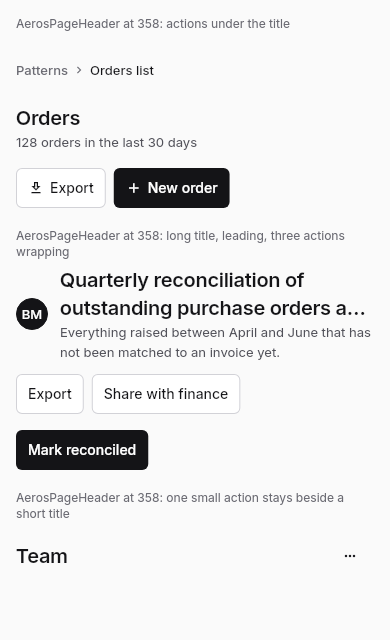 AerosPageHeader at 358: actions under the title
Patterns > Orders list
Orders
128 orders in the last 30 days
Export
+ New order
AerosPageHeader at 358: long title, leading, three actions
wrapping
BM
Quarterly reconciliation of
outstanding purchase orders a...
Everything raised between April and June that has
not been matched to an invoice yet.
Export
Share with finance
Mark reconciled
AerosPageHeader at 358: one small action stays beside a
short title
Team